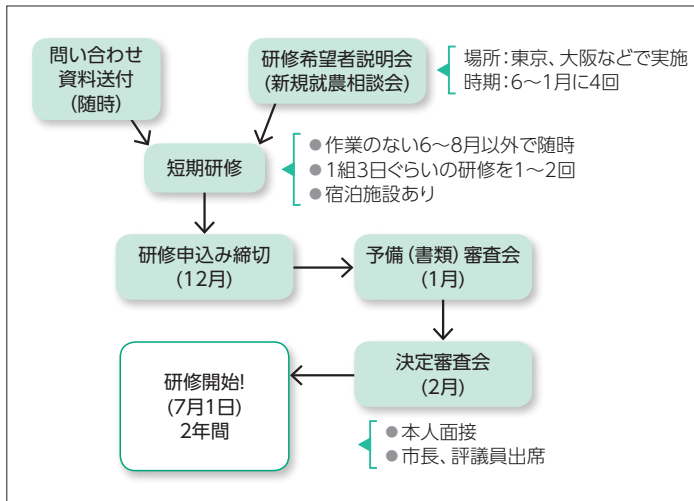 問い合わせ
資料送付
(随時)
研修希望者説明会
(新規就農相談会)
場所：東京、大阪などで実施
時期：6〜1月に4回
短期研修
●作業のない6〜8月以外で随時
●1組3日ぐらいの研修を1〜2回
●宿泊施設あり
研修申込み締切
(12月)
予備(書類)審査会
(1月)
決定審査会
(2月)
研修開始!
(7月1日)
2年間
●本人面接
●市長、評議員出席